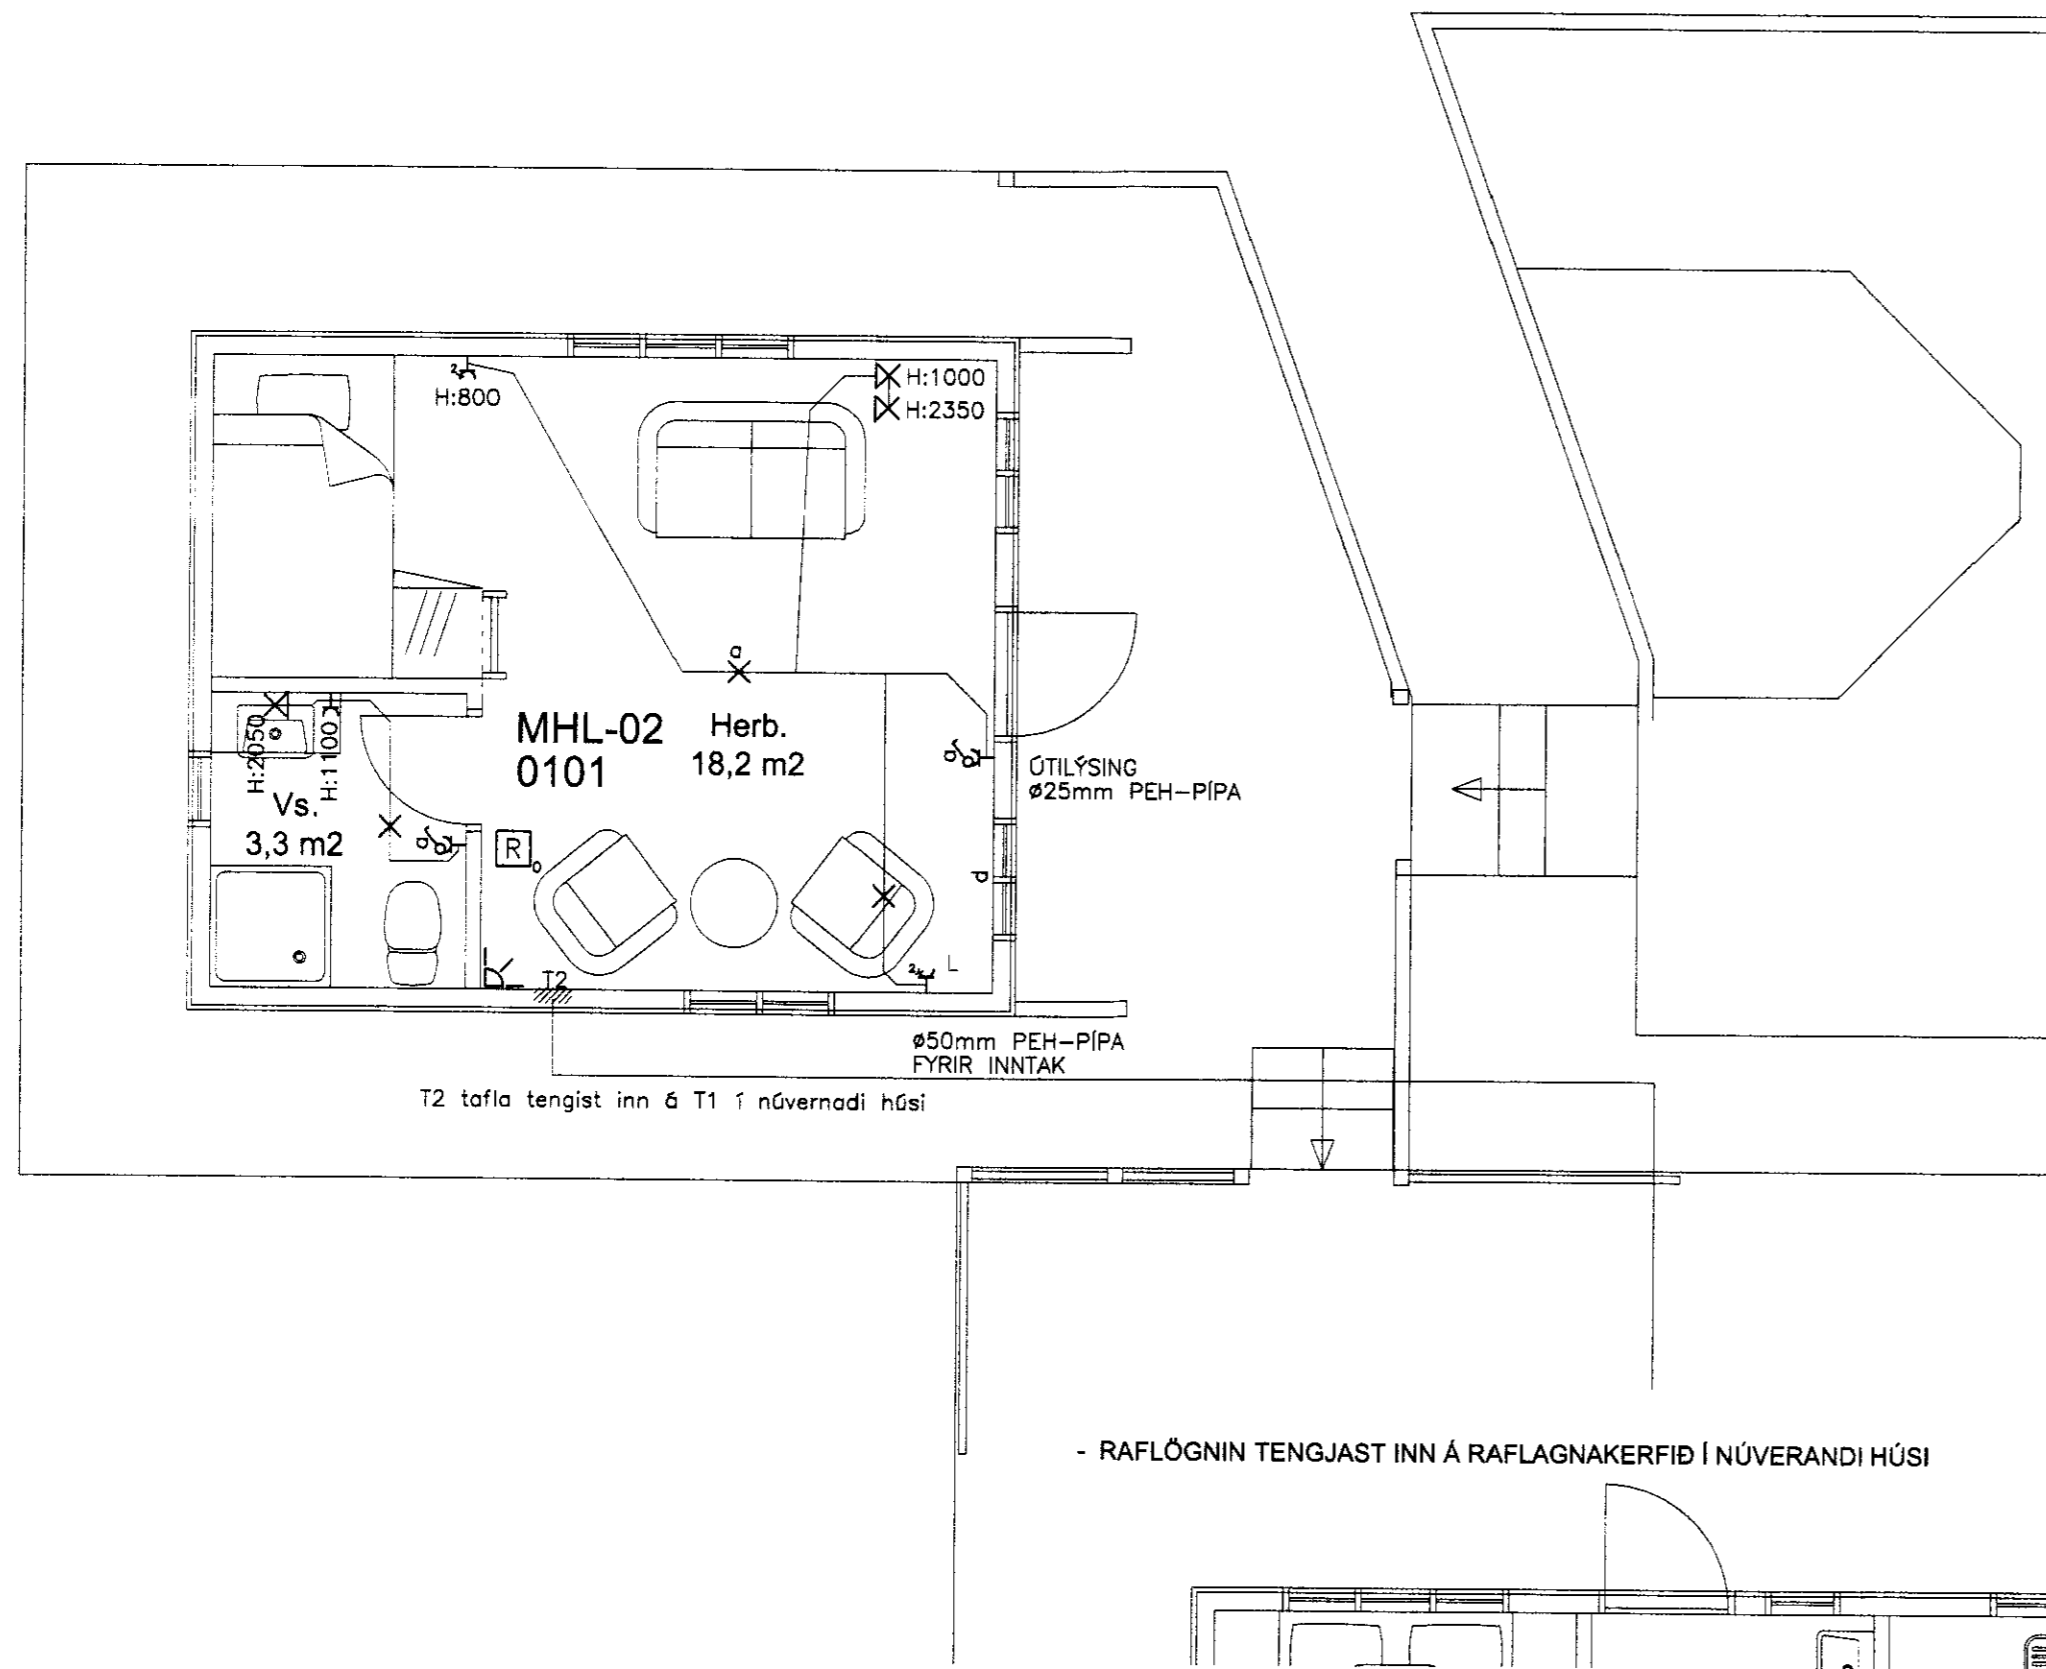 2x
H:800
H:1000
H:2350
a
MHL-02
0101
Herb.
18,2 m2
H:2050
H:1100
Vs.
3,3 m2
a
a
d
R
ÚTILÝSING
ø25mm PEH-PÍPA
T2
2x
L
ø50mm PEH-PÍPA
FYRIR INNTAK
T2 tafla tengist inn á T1 í núvernadi húsi
- RAFLÖGNIN TENGJAST INN Á RAFLAGNAKERFIÐ Í NÚVERANDI HÚSI